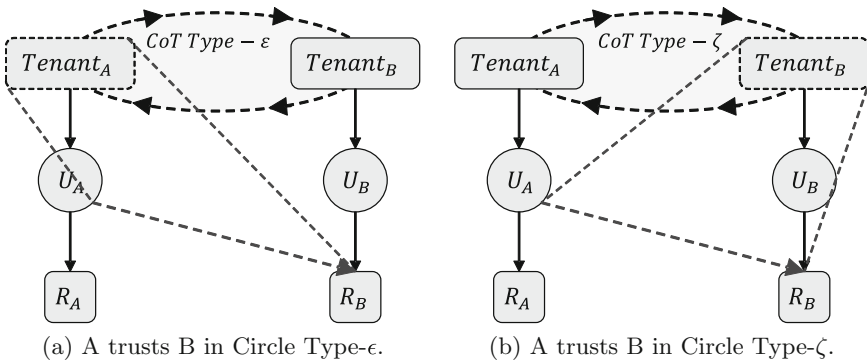 CoT Type − ε
Tenant_A
Tenant_B
U_A
U_B
R_A
R_B
(a) A trusts B in Circle Type-ϵ.
CoT Type − ζ
Tenant_A
Tenant_B
U_A
U_B
R_A
R_B
(b) A trusts B in Circle Type-ζ.